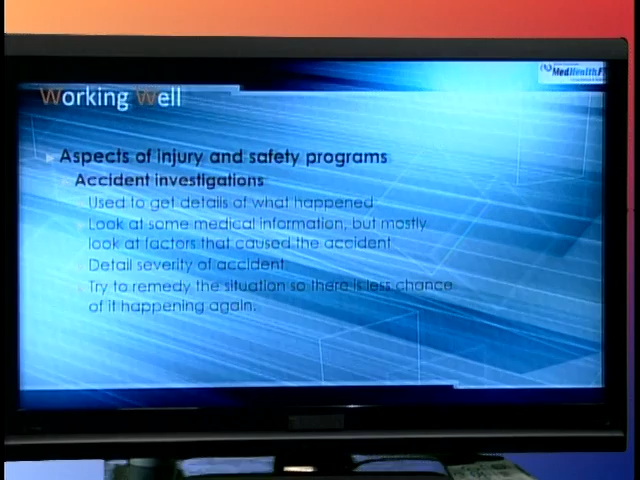 MedHealthF
Working Well
Aspects of injury and safety programs
Accident investigations
Used to get details of what happened
Look at some medical information, but mostly
look at factors that caused the accident
Detail severity of accident
Try to remedy the situation so there is less chance
of it happening again.